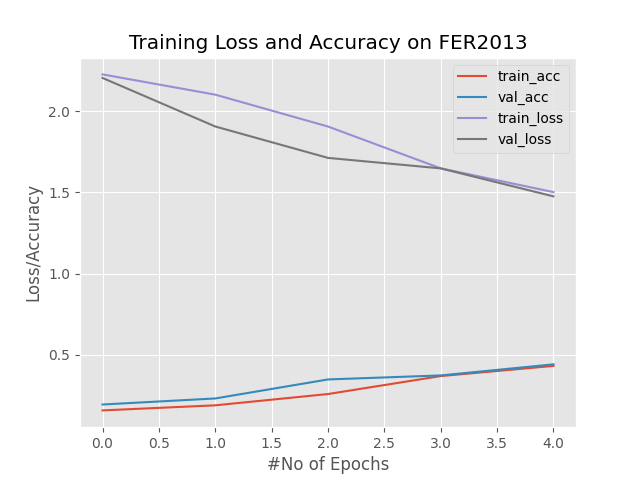 Training Loss and Accuracy on FER2013
train_acc
val_acc
train_loss
val_loss
Loss/Accuracy
2.0
1.5
1.0
0.5
0.0 0.5 1.0 1.5 2.0 2.5 3.0 3.5 4.0
#No of Epochs